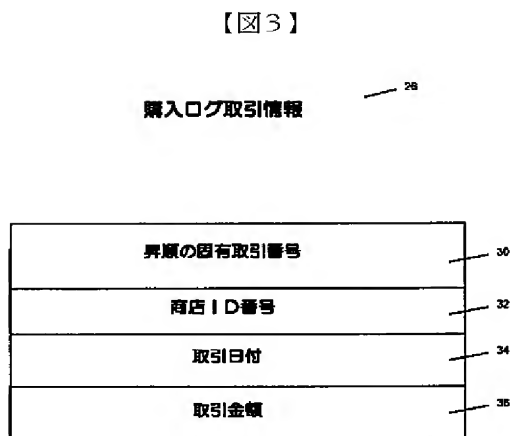 【図3】
購入ログ取引情報
26
昇順の固有取引番号
30
商店ID番号
32
取引日付
34
取引金額
36